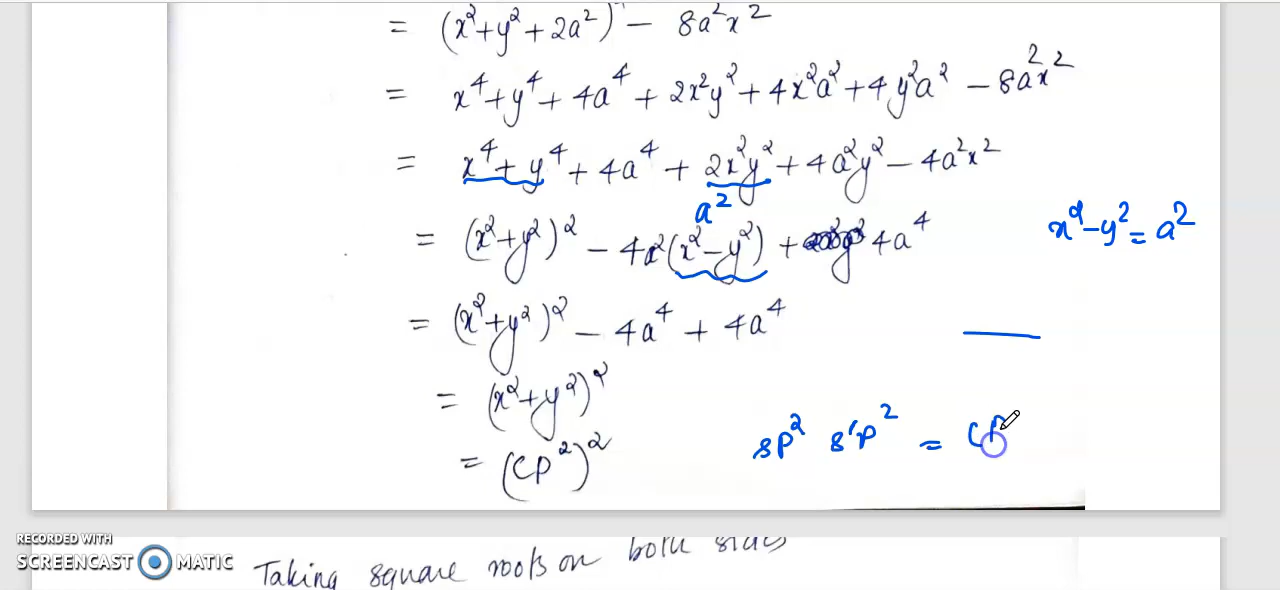 = (x²+y²+2a²)² − 8a²x²
= x⁴+y⁴+4a⁴+2x²y²+4x²a²+4y²a² − 8a²x²
= x⁴+y⁴+4a⁴+2x²y²+4a²y²−4a²x²
a²
= (x²+y²)² − 4a²(x²−y²) + 4a⁴
x²−y²=a²
= (x²+y²)² − 4a⁴ + 4a⁴
= (x²+y²)²
= (CP²)²
SP² S'P² = CP
RECORDED WITH
SCREENCAST MATIC
Taking square roots on both sides